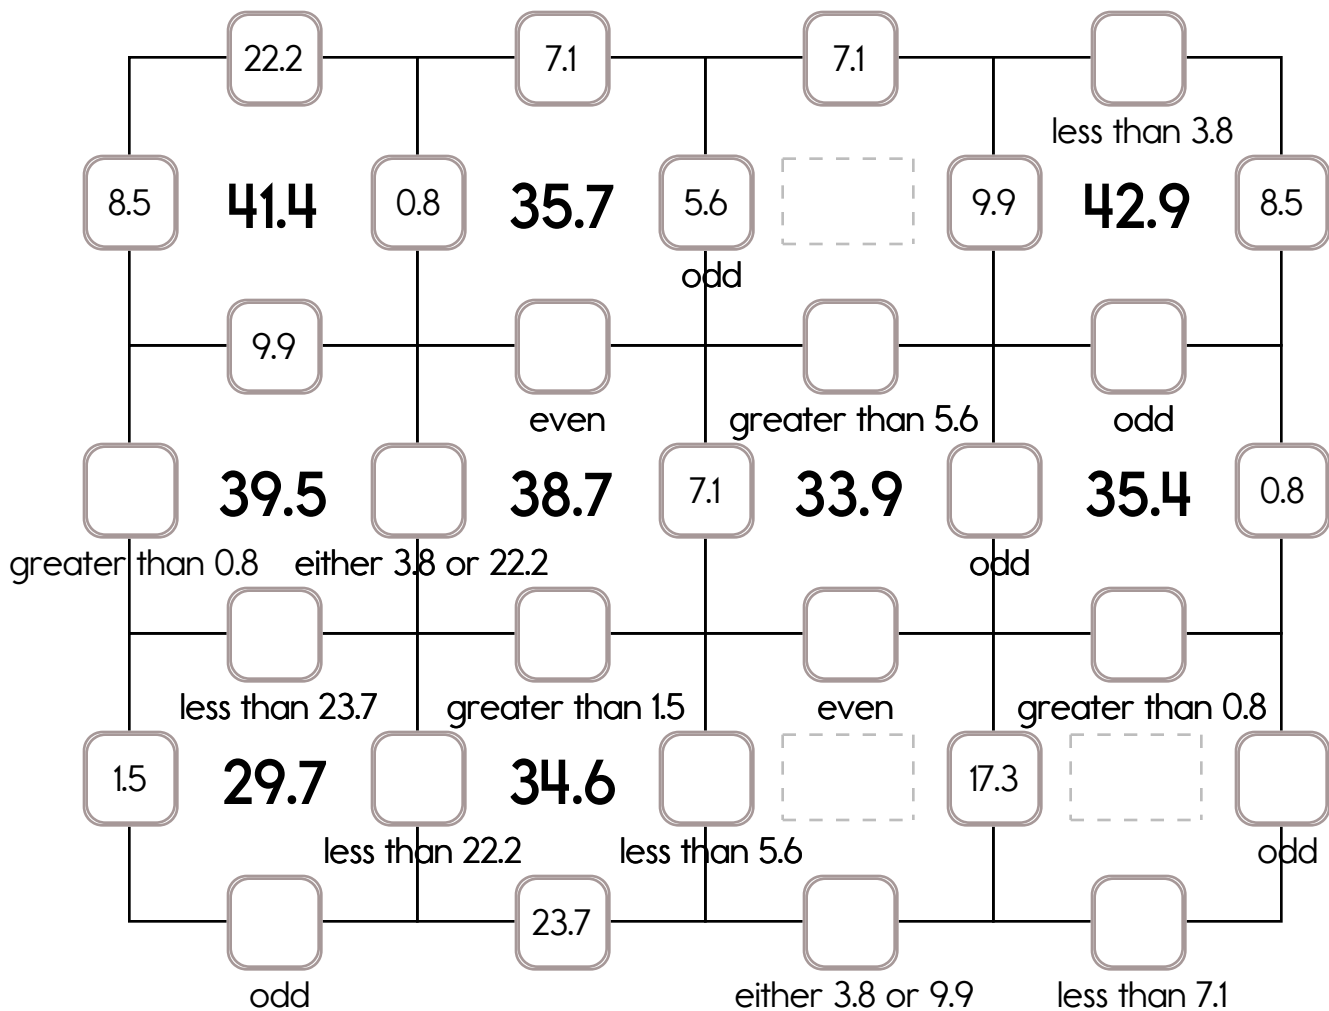 22.2 7.1 7.1
less than 3.8
8.5 41.4 0.8 35.7 5.6 9.9 42.9 8.5
odd
9.9
even greater than 5.6 odd
39.5 38.7 7.1 33.9 35.4 0.8
greater than 0.8 either 3.8 or 22.2 odd
less than 23.7 greater than 1.5 even greater than 0.8
1.5 29.7 34.6 17.3
less than 22.2 less than 5.6 odd
23.7
odd either 3.8 or 9.9 less than 7.1